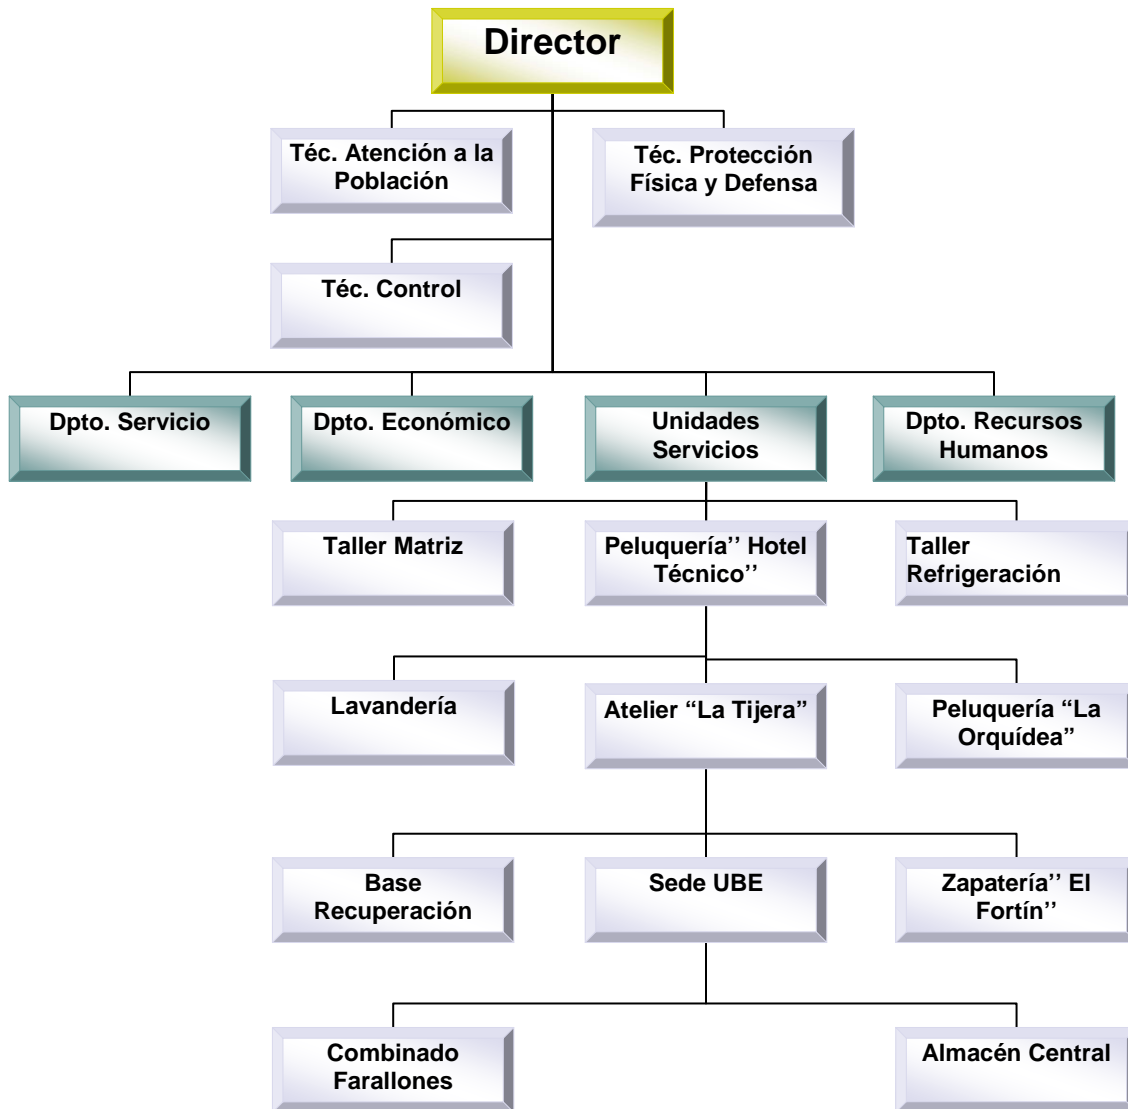 Director
Téc. Atención a la
Población
Téc. Protección
Física y Defensa
Téc. Control
Dpto. Servicio
Dpto. Económico
Unidades
Servicios
Dpto. Recursos
Humanos
Taller Matriz
Peluquería’’ Hotel
Técnico’’
Taller
Refrigeración
Lavandería
Atelier “La Tijera”
Peluquería “La
Orquídea”
Base
Recuperación
Sede UBE
Zapatería’’ El
Fortín’’
Combinado
Farallones
Almacén Central